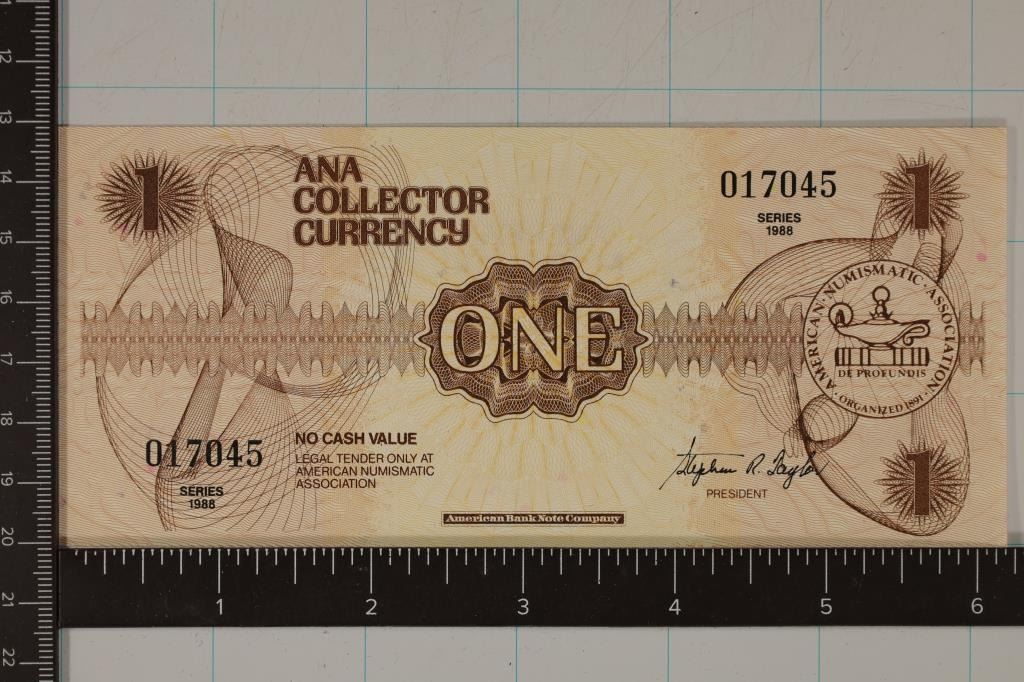 1
ANA
COLLECTOR
CURRENCY
017045
SERIES
1988
1
ONE
AMERICAN · NUMISMATIC · ASSOCIATION ·
DE PROFUNDIS
ORGANIZED 1891
017045
SERIES
1988
NO CASH VALUE
LEGAL TENDER ONLY AT
AMERICAN NUMISMATIC
ASSOCIATION
Stephen R. Taylor
PRESIDENT
1
American Bank Note Company
1 2 3 4 5 6
12
13
14
15
16
17
18
19
20
21
22